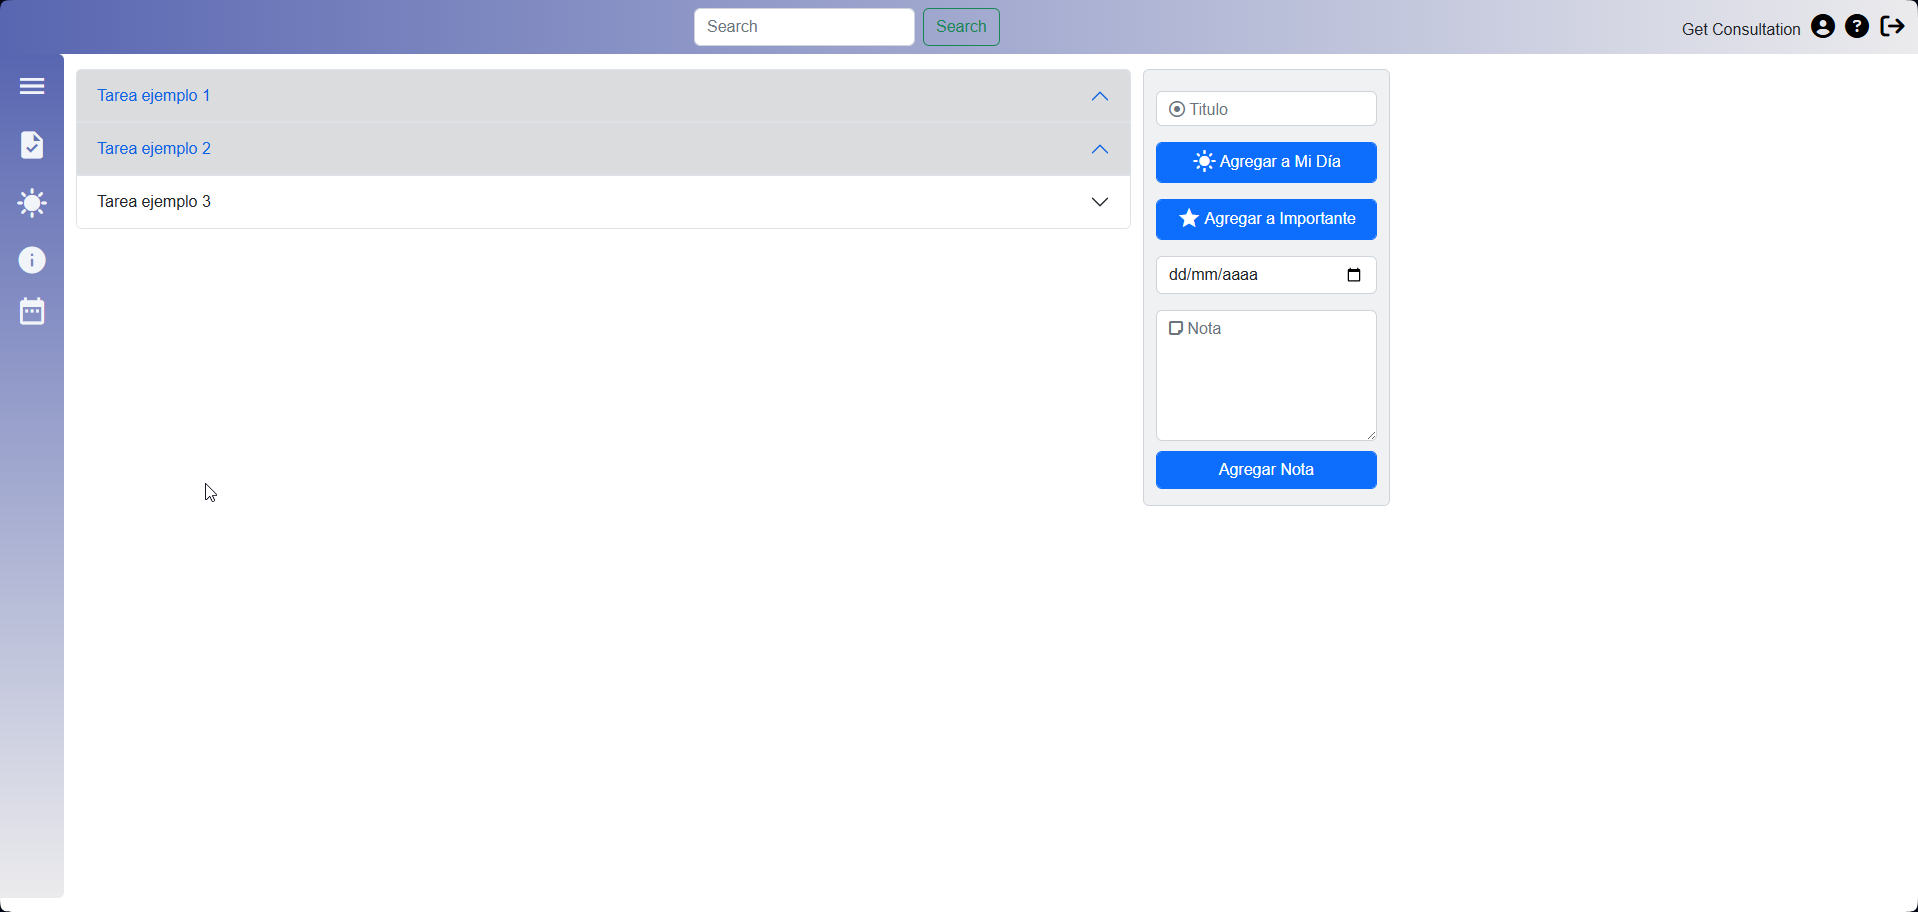 Search
Search
Get Consultation
Tarea ejemplo 1
Tarea ejemplo 2
Tarea ejemplo 3
Titulo
Agregar a Mi Día
Agregar a Importante
dd/mm/aaaa
Nota
Agregar Nota